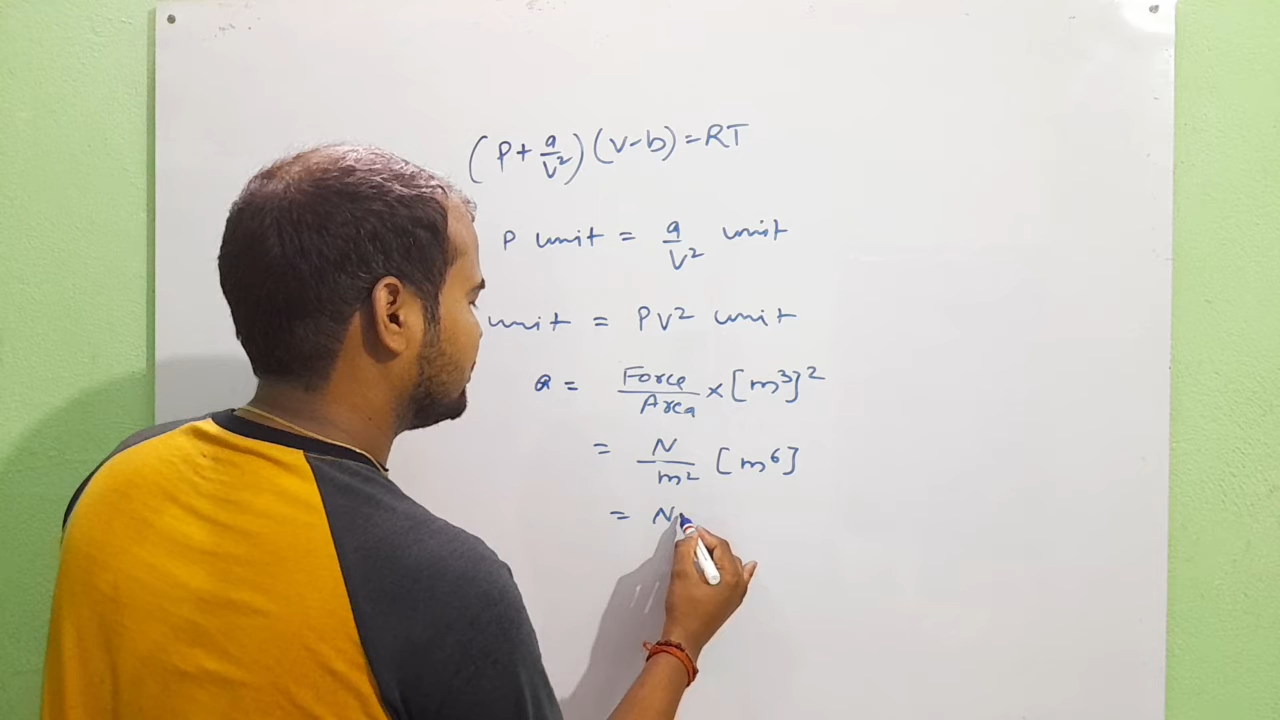 (P + a/V²) (V-b) = RT
P unit = a/V² unit
unit = PV² unit
a = Force/Area × [m³]²
= N/m² [m⁶]
= N